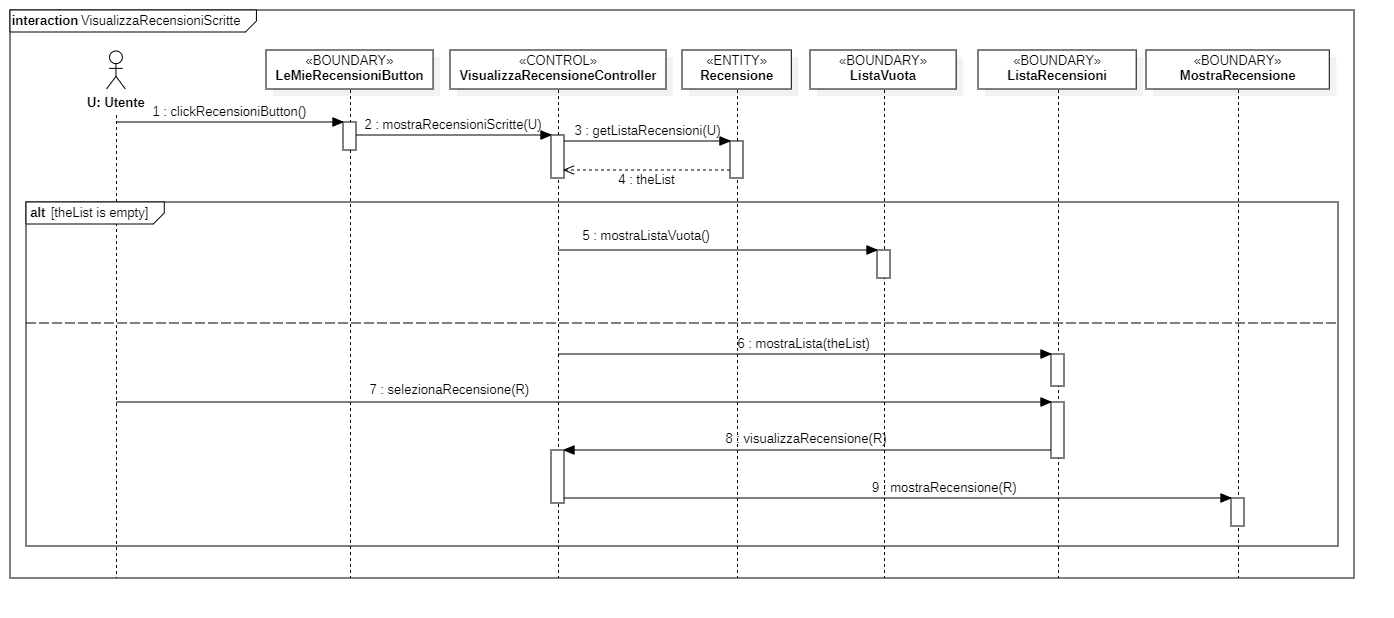 interaction VisualizzaRecensioniScritte
U: Utente
«BOUNDARY»
LeMieRecensioniButton
«CONTROL»
VisualizzaRecensioneController
«ENTITY»
Recensione
«BOUNDARY»
ListaVuota
«BOUNDARY»
ListaRecensioni
«BOUNDARY»
MostraRecensione
1 : clickRecensioniButton()
2 : mostraRecensioniScritte(U)
3 : getListaRecensioni(U)
4 : theList
alt [theList is empty]
5 : mostraListaVuota()
6 : mostraLista(theList)
7 : selezionaRecensione(R)
8 : visualizzaRecensione(R)
9 : mostraRecensione(R)